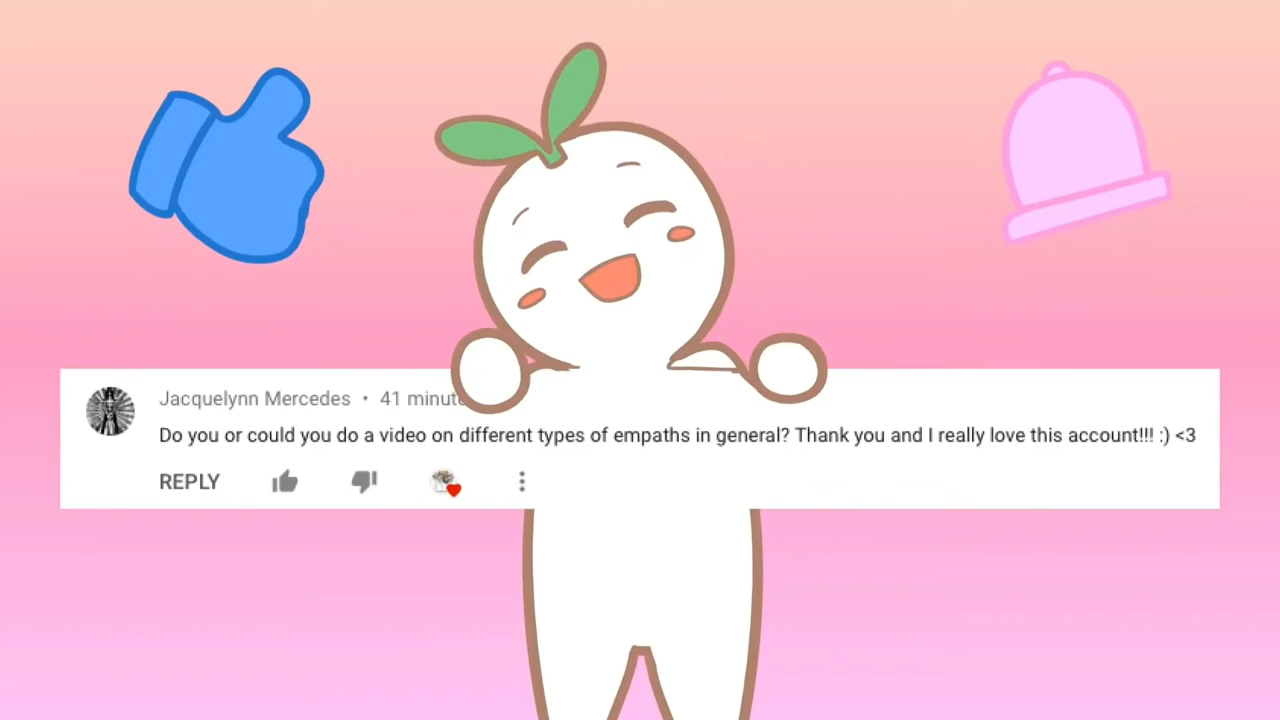 Jacquelynn Mercedes • 41 minut
Do you or could you do a video on different types of empaths in general? Thank you and I really love this account!!! :) <3
REPLY